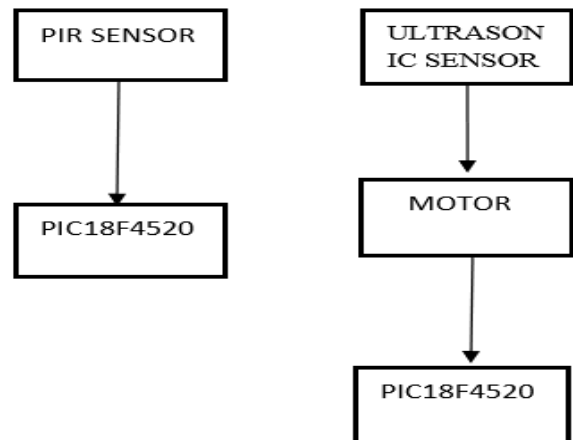 PIR SENSOR
PIC18F4520
ULTRASON
IC SENSOR
MOTOR
PIC18F4520